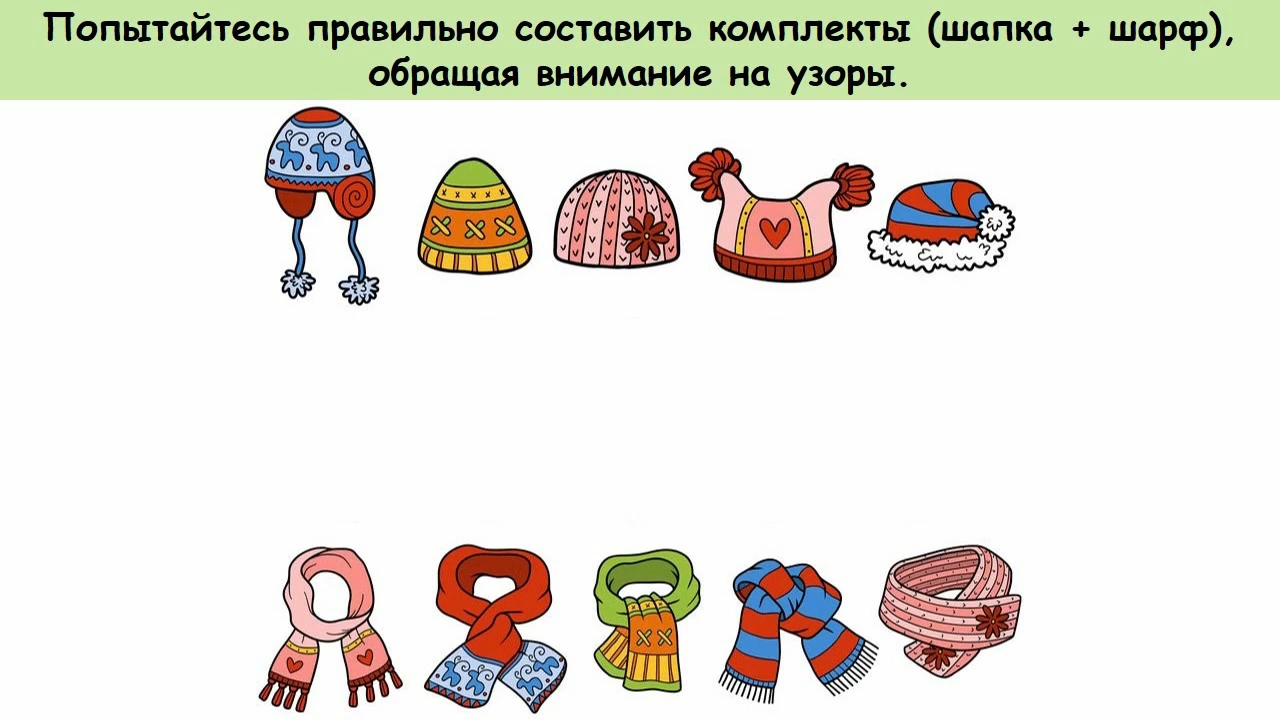 Попытайтесь правильно составить комплекты (шапка + шарф),
обращая внимание на узоры.